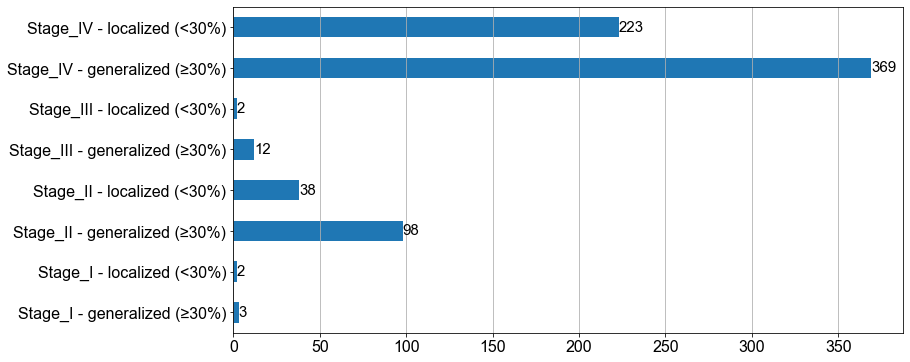 Stage_IV - localized (<30%) 223
Stage_IV - generalized (≥30%) 369
Stage_III - localized (<30%) 2
Stage_III - generalized (≥30%) 12
Stage_II - localized (<30%) 38
Stage_II - generalized (≥30%) 98
Stage_I - localized (<30%) 2
Stage_I - generalized (≥30%) 3
0 50 100 150 200 250 300 350